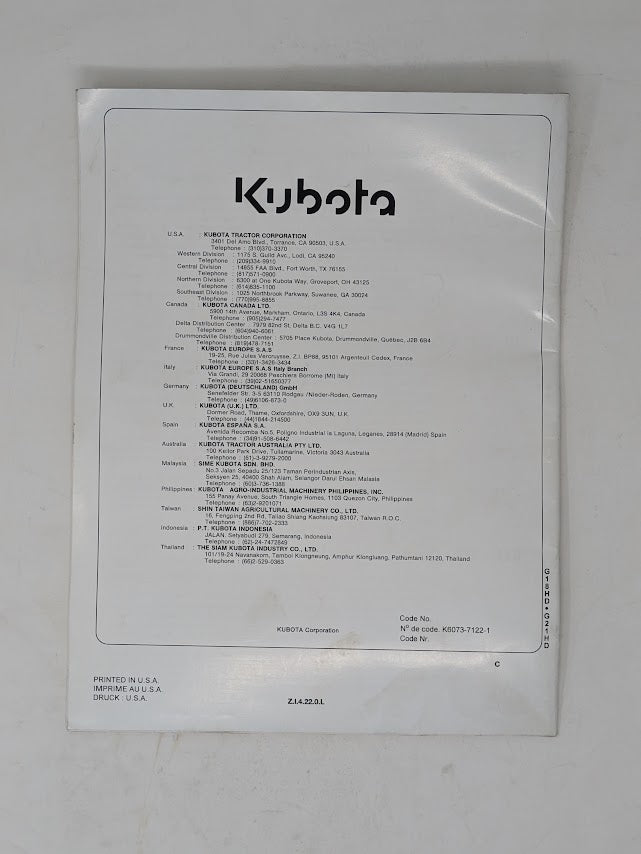 Kubota
U.S.A. : KUBOTA TRACTOR CORPORATION
3401 Del Amo Blvd., Torrance, CA 90503, U.S.A.
Telephone : (310)370-3370
Western Division : 1175 S. Guild Ave., Lodi, CA 95240
Telephone : (209)334-9910
Central Division : 14855 FAA Blvd., Fort Worth, TX 76155
Telephone : (817)571-0900
Northern Division : 6300 at One Kubota Way, Groveport, OH 43125
Telephone : (614)835-1100
Southeast Division : 1025 Northbrook Parkway, Suwanee, GA 30024
Telephone : (770)995-8855
Canada : KUBOTA CANADA LTD.
5900 14th Avenue, Markham, Ontario, L3S 4K4, Canada
Telephone : (905)294-7477
Delta Distribution Center : 7979 82nd St, Delta B.C. V4G 1L7
Telephone : (604)940-6061
Drummondville Distribution Center : 5705 Place Kubota, Drummondville, Québec, J2B 6B4
Telephone : (819)478-7151
France : KUBOTA EUROPE S.A.S
19-25, Rue Jules Vercruysse, Z.I. BP88, 95101 Argenteuil Cedex, France
Telephone : (33)1-3426-3434
Italy : KUBOTA EUROPE S.A.S Italy Branch
Via Grandi, 29 20068 Peschiera Borromeo (MI) Italy
Telephone : (39)02-51650377
Germany : KUBOTA (DEUTSCHLAND) GmbH
Senefelder Str. 3-5 63110 Rodgau /Nieder-Roden, Germany
Telephone : (49)6106-873-0
U.K. : KUBOTA (U.K.) LTD.
Dormer Road, Thame, Oxfordshire, OX9 3UN, U.K.
Telephone : (44)1844-214500
Spain : KUBOTA ESPAÑA S.A.
Avenida Recomba No.5, Poligno Industrial la Laguna, Leganes, 28914 (Madrid) Spain
Telephone : (34)91-508-6442
Australia : KUBOTA TRACTOR AUSTRALIA PTY LTD.
100 Keilor Park Drive, Tullamarine, Victoria 3043 Australia
Telephone : (61)-3-9279-2000
Malaysia : SIME KUBOTA SDN. BHD.
No.3 Jalan Sepadu 25/123 Taman Perindustrian Axis,
Seksyen 25, 40400 Shah Alam, Selangor Darul Ehsan Malasia
Telephone : (60)3-736-1388
Philippines : KUBOTA AGRO-INDUSTRIAL MACHINERY PHILIPPINES, INC.
155 Panay Avenue, South Triangle Homes, 1103 Quezon City, Philippines
Telephone : (63)2-9201071
Taiwan : SHIN TAIWAN AGRICULTURAL MACHINERY CO., LTD.
16, Fengping 2nd Rd, Taliao Shiang Kaohsiung 83107, Taiwan R.O.C.
Telephone : (886)7-702-2333
Indonesia : P.T. KUBOTA INDONESIA
JALAN. Setyabudi 279, Semarang, Indonesia
Telephone : (62)-24-7472849
Thailand : THE SIAM KUBOTA INDUSTRY CO., LTD.
101/19-24 Navanakorn, Tambol Klongneung, Amphur Klongluang, Pathumtani 12120, Thailand
Telephone : (66)2-529-0363
G18HD•G21HD
KUBOTA Corporation
Code No.
N° de code. K6073-7122-1
Code Nr.
C
PRINTED IN U.S.A.
IMPRIME AU U.S.A.
DRUCK : U.S.A.
Z.I.4.22.0.L